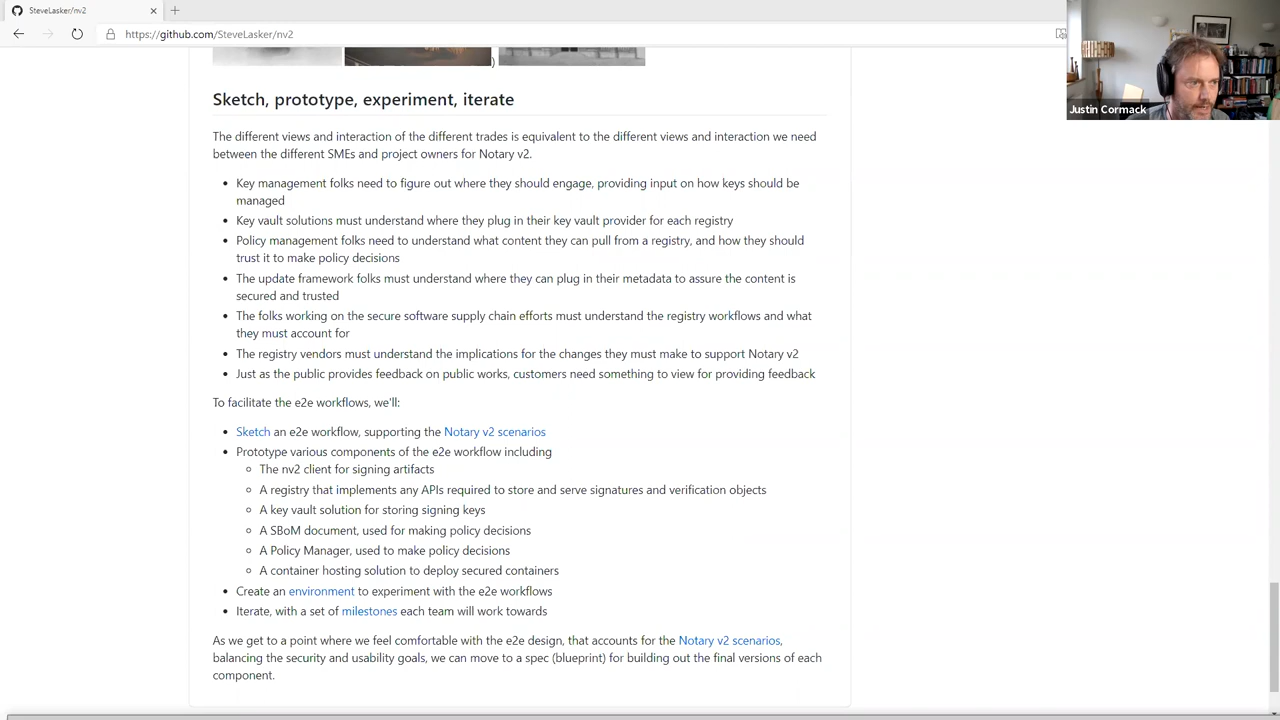 SteveLasker/nv2
https://github.com/SteveLasker/nv2
Justin Cormack
)
Sketch, prototype, experiment, iterate
The different views and interaction of the different trades is equivalent to the different views and interaction we need
between the different SMEs and project owners for Notary v2.
• Key management folks need to figure out where they should engage, providing input on how keys should be
managed
• Key vault solutions must understand where they plug in their key vault provider for each registry
• Policy management folks need to understand what content they can pull from a registry, and how they should
trust it to make policy decisions
• The update framework folks must understand where they can plug in their metadata to assure the content is
secured and trusted
• The folks working on the secure software supply chain efforts must understand the registry workflows and what
they must account for
• The registry vendors must understand the implications for the changes they must make to support Notary v2
• Just as the public provides feedback on public works, customers need something to view for providing feedback
To facilitate the e2e workflows, we'll:
• Sketch an e2e workflow, supporting the Notary v2 scenarios
• Prototype various components of the e2e workflow including
◦ The nv2 client for signing artifacts
◦ A registry that implements any APIs required to store and serve signatures and verification objects
◦ A key vault solution for storing signing keys
◦ A SBoM document, used for making policy decisions
◦ A Policy Manager, used to make policy decisions
◦ A container hosting solution to deploy secured containers
• Create an environment to experiment with the e2e workflows
• Iterate, with a set of milestones each team will work towards
As we get to a point where we feel comfortable with the e2e design, that accounts for the Notary v2 scenarios,
balancing the security and usability goals, we can move to a spec (blueprint) for building out the final versions of each
component.